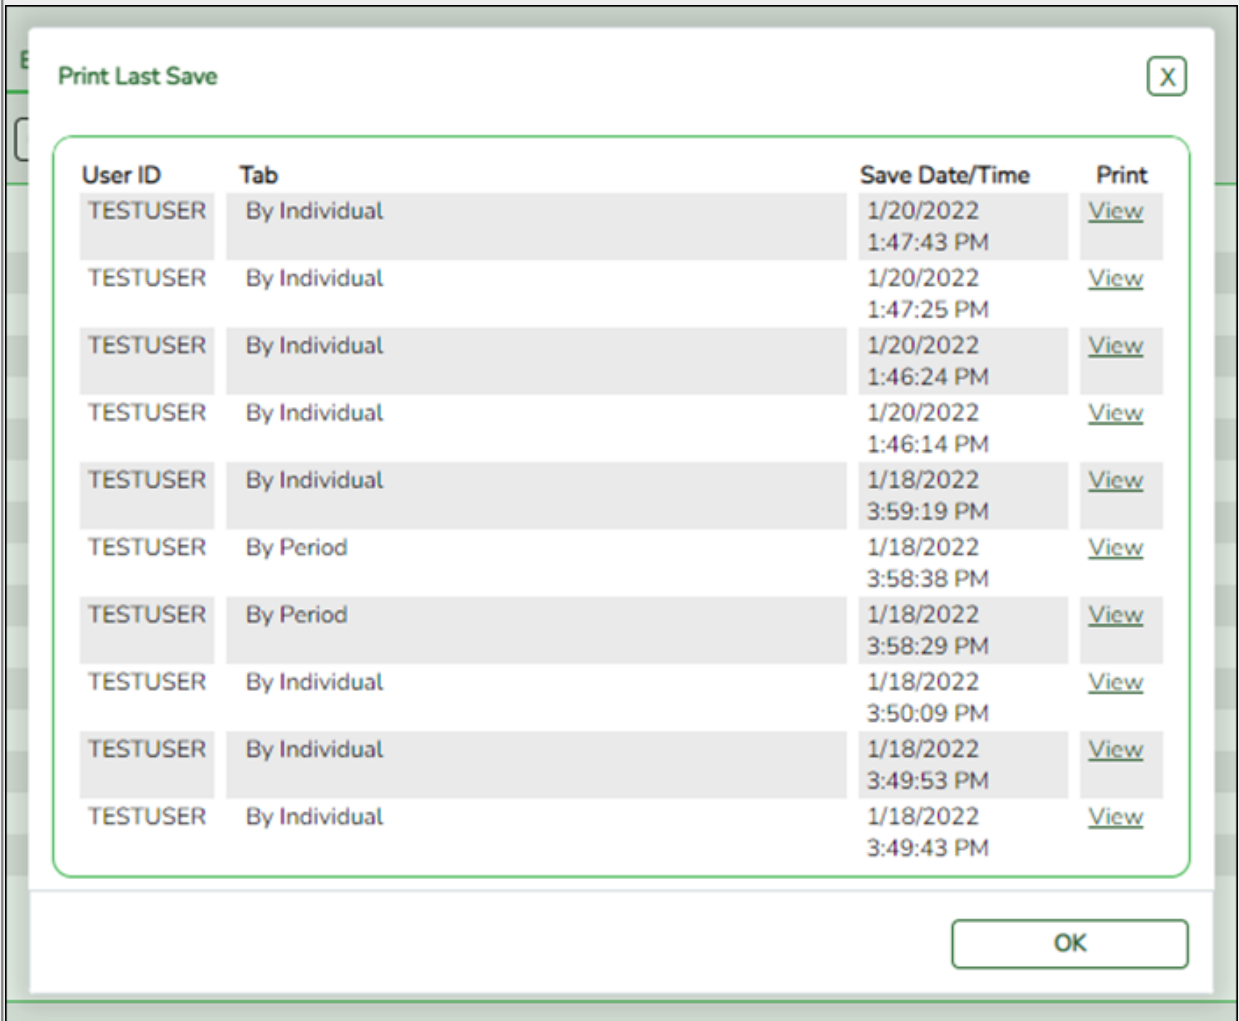 Print Last Save
X
User ID Tab Save Date/Time Print
TESTUSER By Individual 1/20/2022 View
1:47:43 PM
TESTUSER By Individual 1/20/2022 View
1:47:25 PM
TESTUSER By Individual 1/20/2022 View
1:46:24 PM
TESTUSER By Individual 1/20/2022 View
1:46:14 PM
TESTUSER By Individual 1/18/2022 View
3:59:19 PM
TESTUSER By Period 1/18/2022 View
3:58:38 PM
TESTUSER By Period 1/18/2022 View
3:58:29 PM
TESTUSER By Individual 1/18/2022 View
3:50:09 PM
TESTUSER By Individual 1/18/2022 View
3:49:53 PM
TESTUSER By Individual 1/18/2022 View
3:49:43 PM
OK